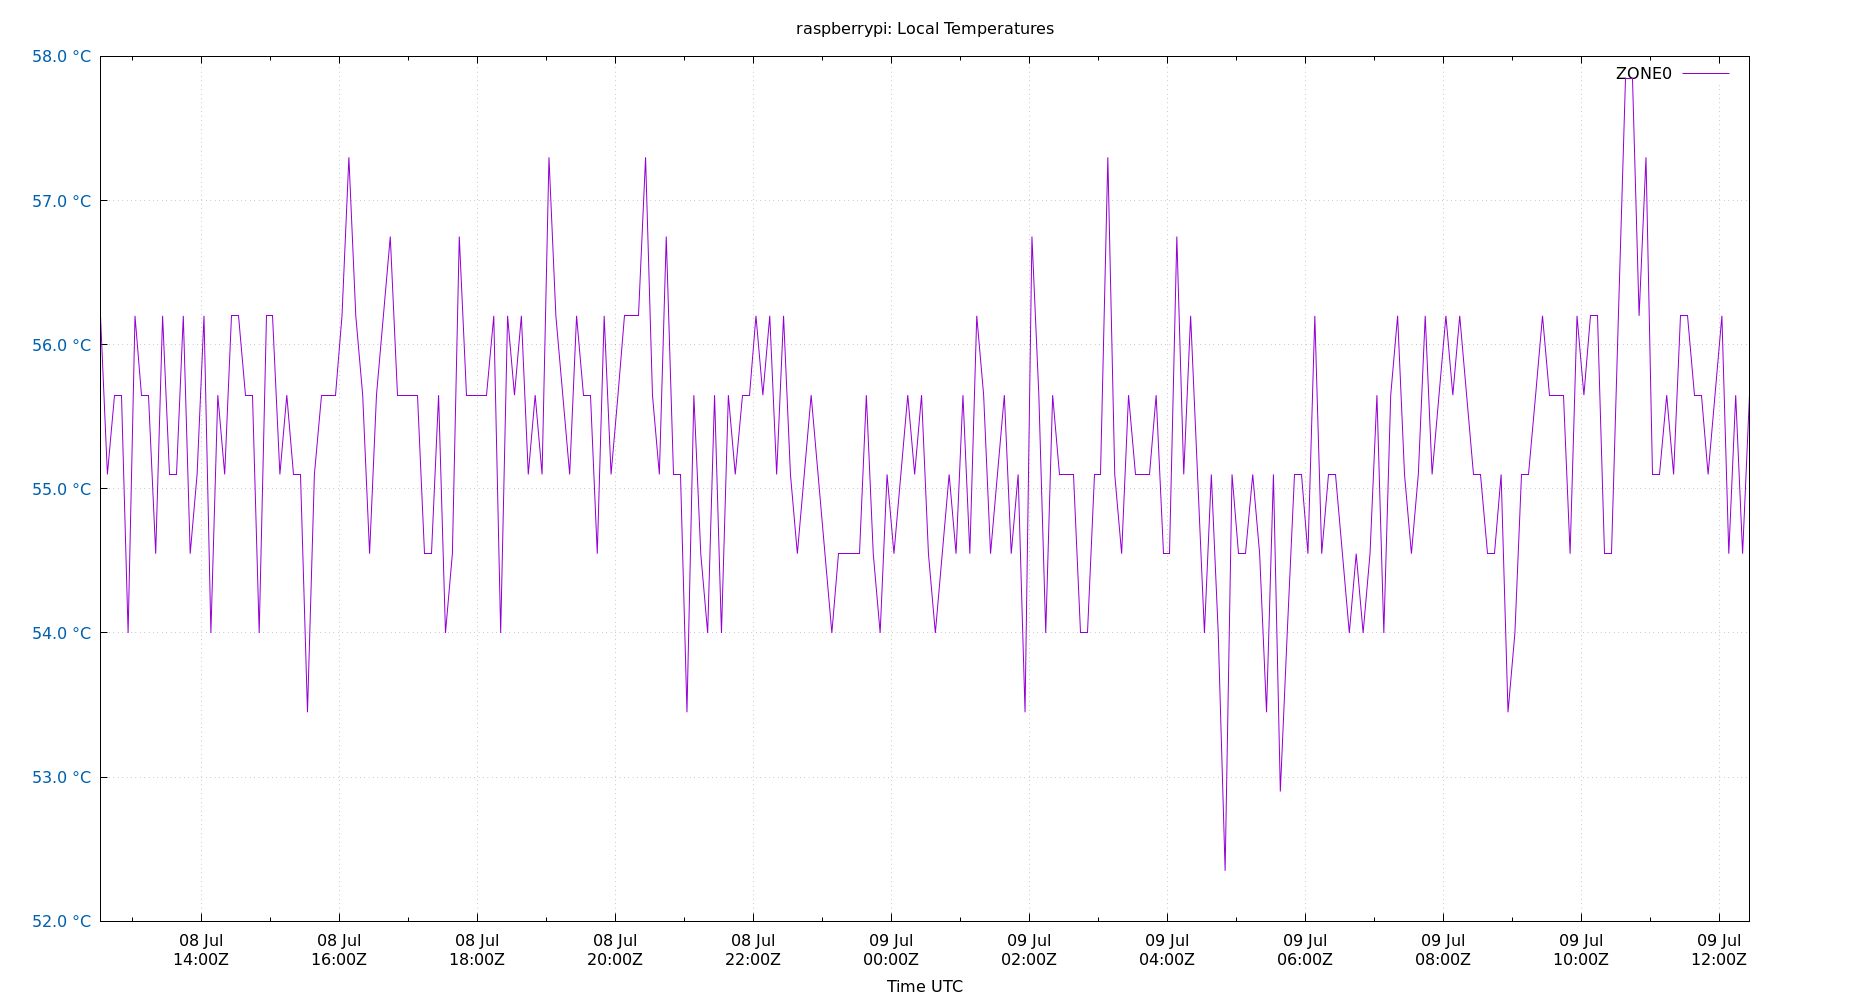 raspberrypi: Local Temperatures
58.0 °C
ZONE0
57.0 °C
56.0 °C
55.0 °C
54.0 °C
53.0 °C
52.0 °C
08 Jul 08 Jul 08 Jul 08 Jul 08 Jul 09 Jul 09 Jul 09 Jul 09 Jul 09 Jul 09 Jul 09 Jul
14:00Z 16:00Z 18:00Z 20:00Z 22:00Z 00:00Z 02:00Z 04:00Z 06:00Z 08:00Z 10:00Z 12:00Z
Time UTC